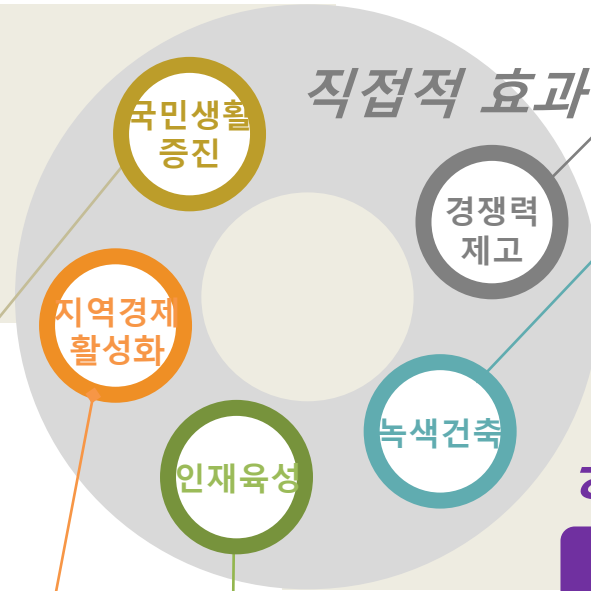 직접적 효과
국민생활
증진
경쟁력
제고
지역경제
활성화
녹색건축
인재육성